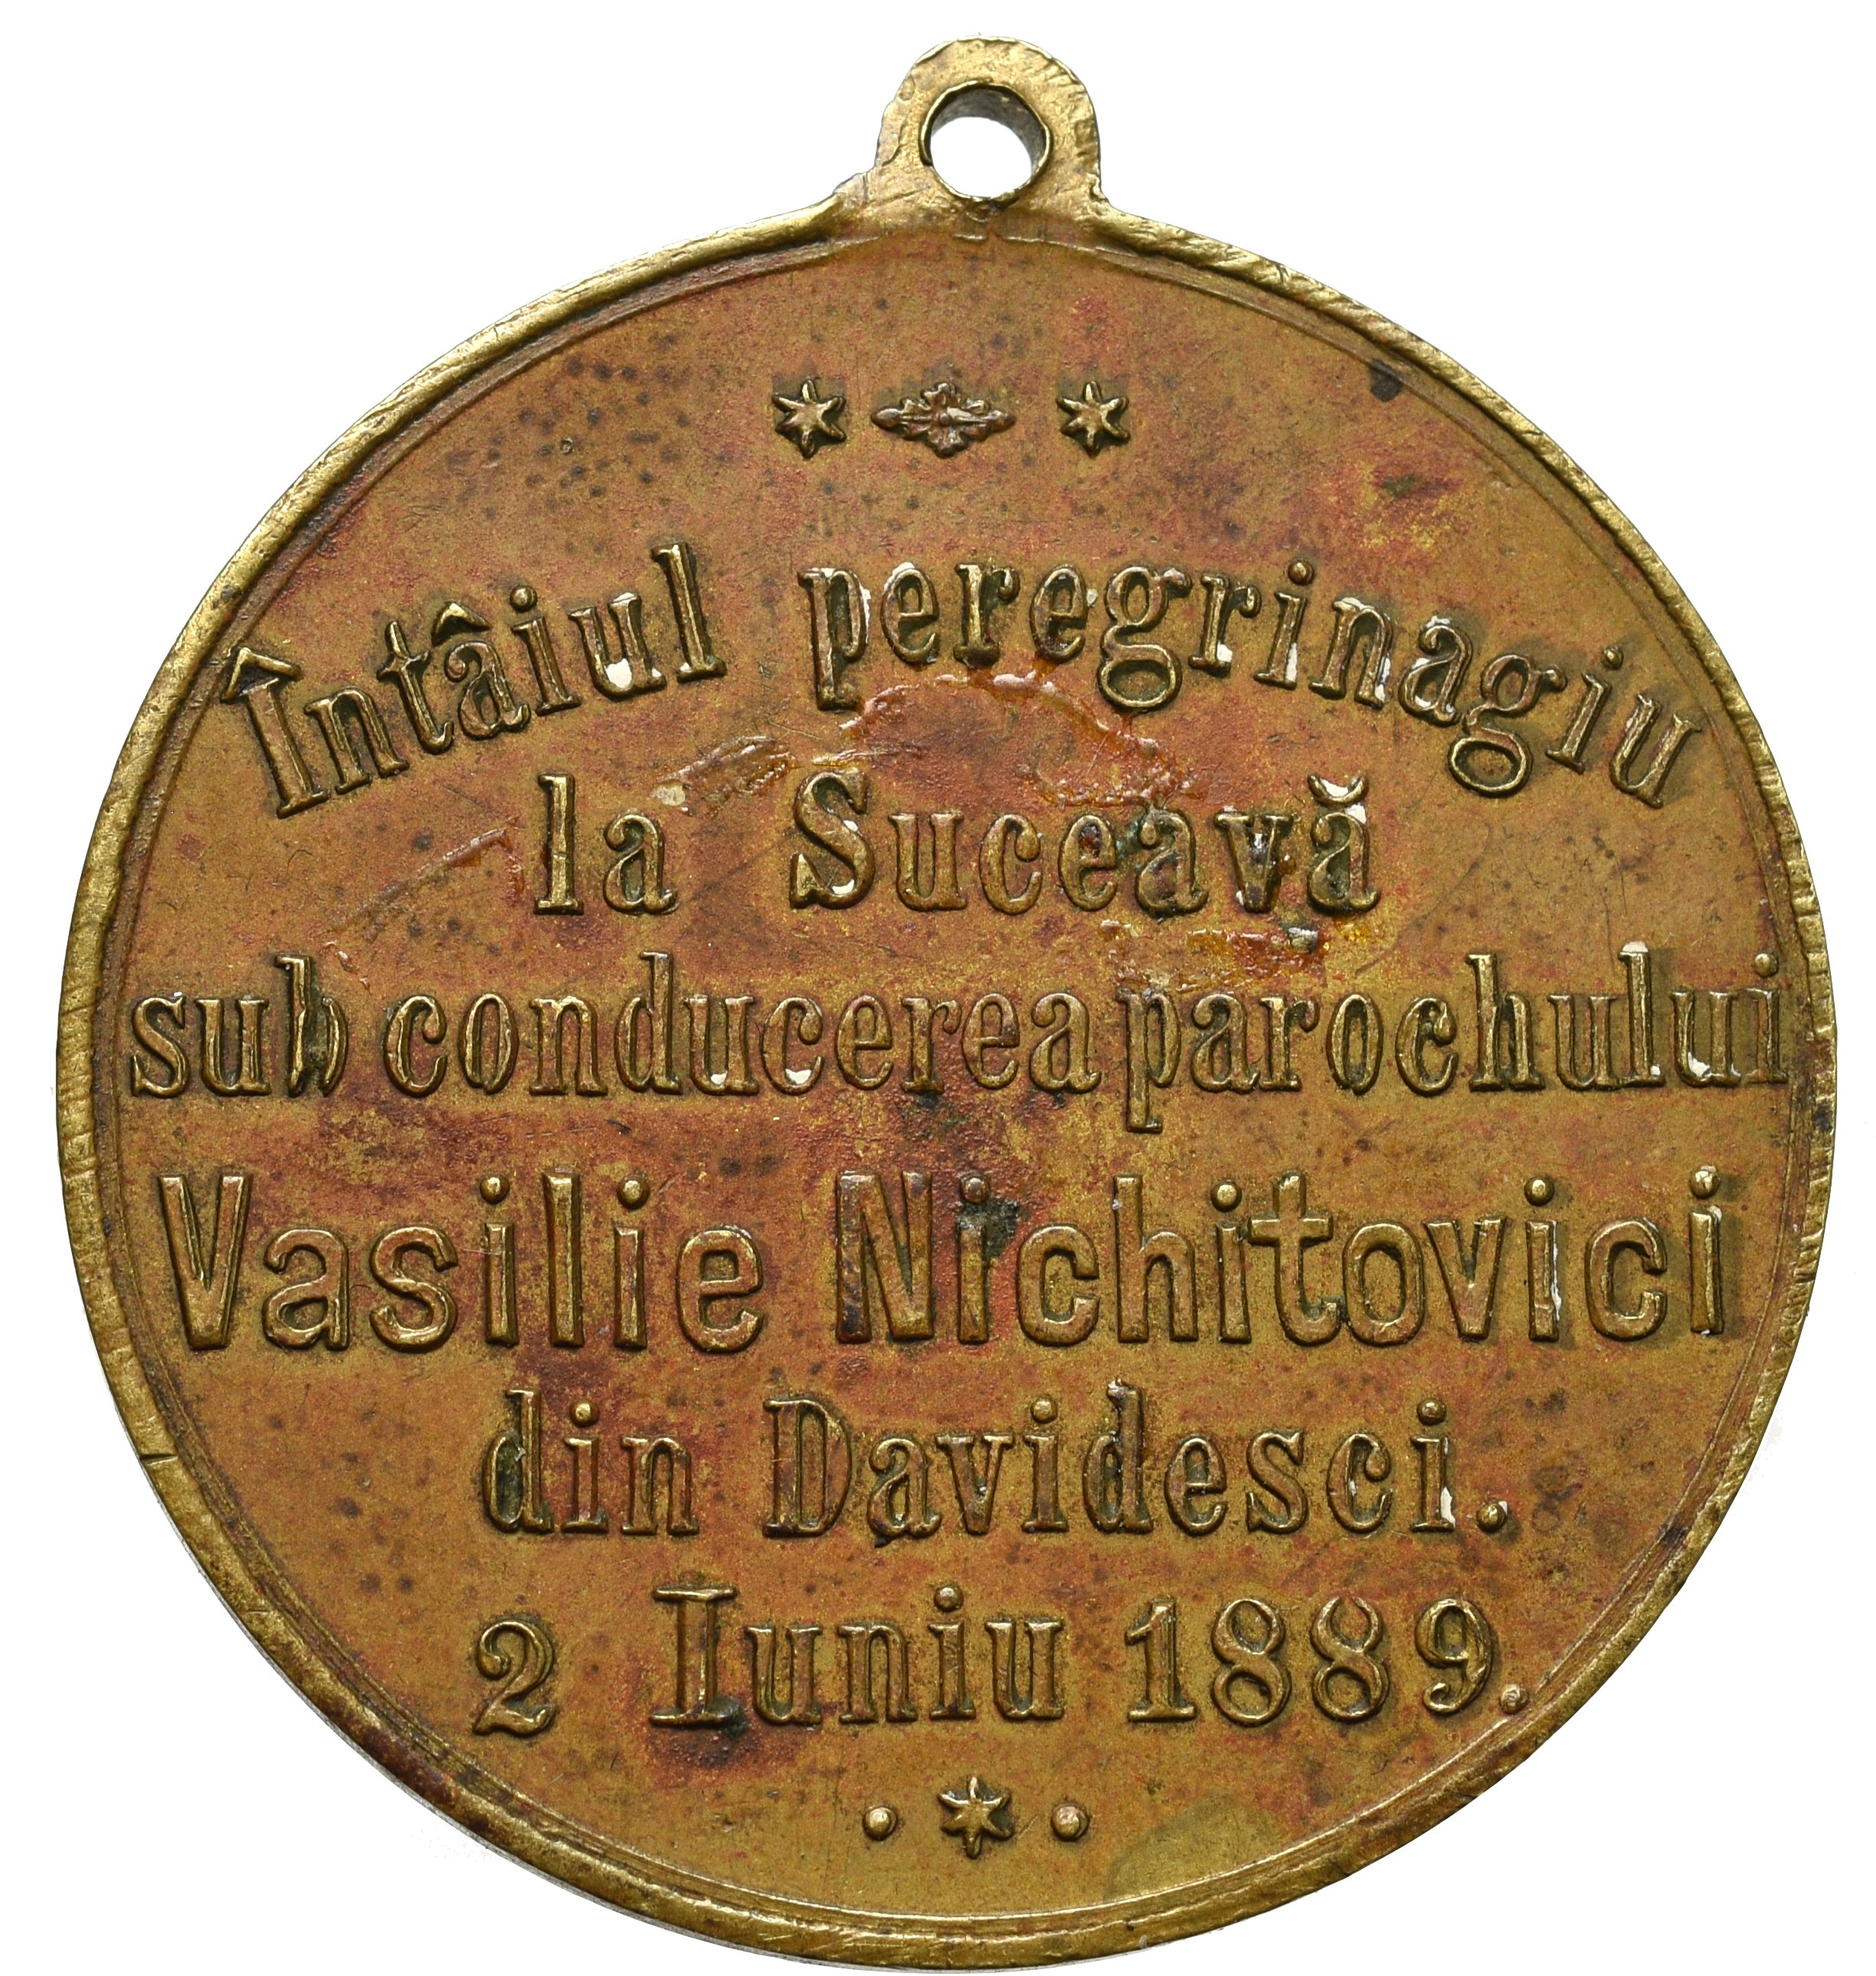 Întâiul peregrinagiu
la Suceavă
sub conducerea parochului
Vasilie Nichitovici
din Davidesci.
2 Iuniu 1889.